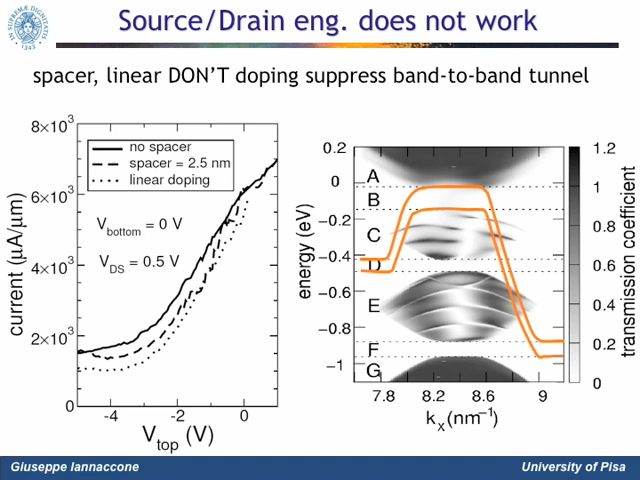 Source/Drain eng. does not work
spacer, linear DON'T doping suppress band-to-band tunnel
8×10³
6×10³
4×10³
2×10³
0
current (μA/μm)
no spacer
spacer = 2.5 nm
linear doping
V_bottom = 0 V
V_DS = 0.5 V
-4
-2
0
V_top (V)
0.2
0
−0.2
−0.4
−0.6
−0.8
−1
energy (eV)
A
B
C
D
E
F
G
7.8
8.2
8.6
9
k_x(nm⁻¹)
1.2
1
0.8
0.6
0.4
0.2
0
transmission coefficient
Giuseppe Iannaccone
University of Pisa